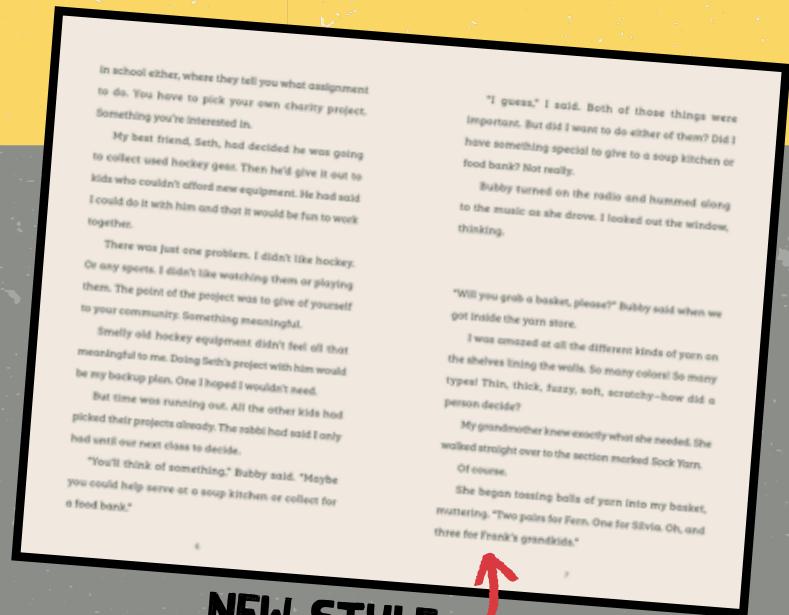 in school either, where they tell you what assignment
to do. You have to pick your own charity project.
Something you're interested in.
My best friend, Seth, had decided he was going
to collect used hockey gear. Then he'd give it out to
kids who couldn't afford new equipment. He had said
I could do it with him and that it would be fun to work
together.
There was just one problem. I didn't like hockey.
Or any sports. I didn't like watching them or playing
them. The point of the project was to give of yourself
to your community. Something meaningful.
Smelly old hockey equipment didn't feel all that
meaningful to me. Doing Seth's project with him would
be my backup plan. One I hoped I wouldn't need.
But time was running out. All the other kids had
picked their projects already. The rabbi had said I only
had until our next class to decide.
"You'll think of something," Bubby said. "Maybe
you could help serve at a soup kitchen or collect for
a food bank."
6
"I guess," I said. Both of those things were
important. But did I want to do either of them? Did I
have something special to give to a soup kitchen or
food bank? Not really.
Bubby turned on the radio and hummed along
to the music as she drove. I looked out the window,
thinking.
"Will you grab a basket, please?" Bubby said when we
got inside the yarn store.
I was amazed at all the different kinds of yarn on
the shelves lining the walls. So many colors! So many
types! Thin, thick, fuzzy, soft, scratchy—how did a
person decide?
My grandmother knew exactly what she needed. She
walked straight over to the section marked Sock Yarn.
Of course.
She began tossing balls of yarn into my basket,
muttering. "Two pairs for Fern. One for Silvia. Oh, and
three for Frank's grandkids."
7
NEW STYLE